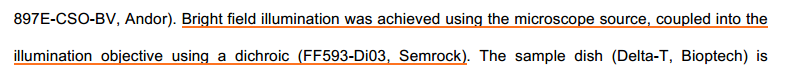 897E-CSO-BV, Andor). Bright field illumination was achieved using the microscope source, coupled into the
illumination objective using a dichroic (FF593-Di03, Semrock). The sample dish (Delta-T, Bioptech) is